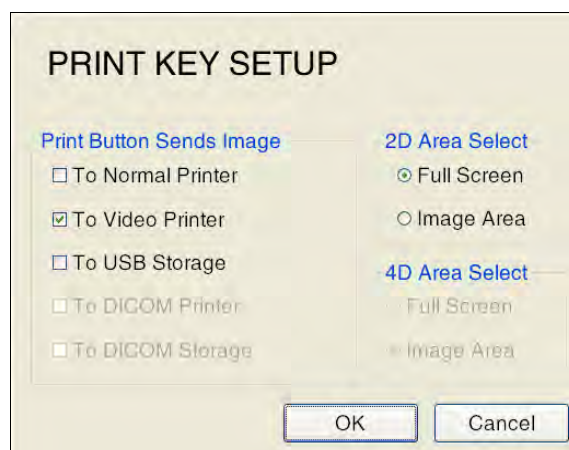 PRINT KEY SETUP
Print Button Sends Image
To Normal Printer
To Video Printer
To USB Storage
To DICOM Printer
To DICOM Storage
2D Area Select
Full Screen
Image Area
4D Area Select
Full Screen
Image Area
OK
Cancel